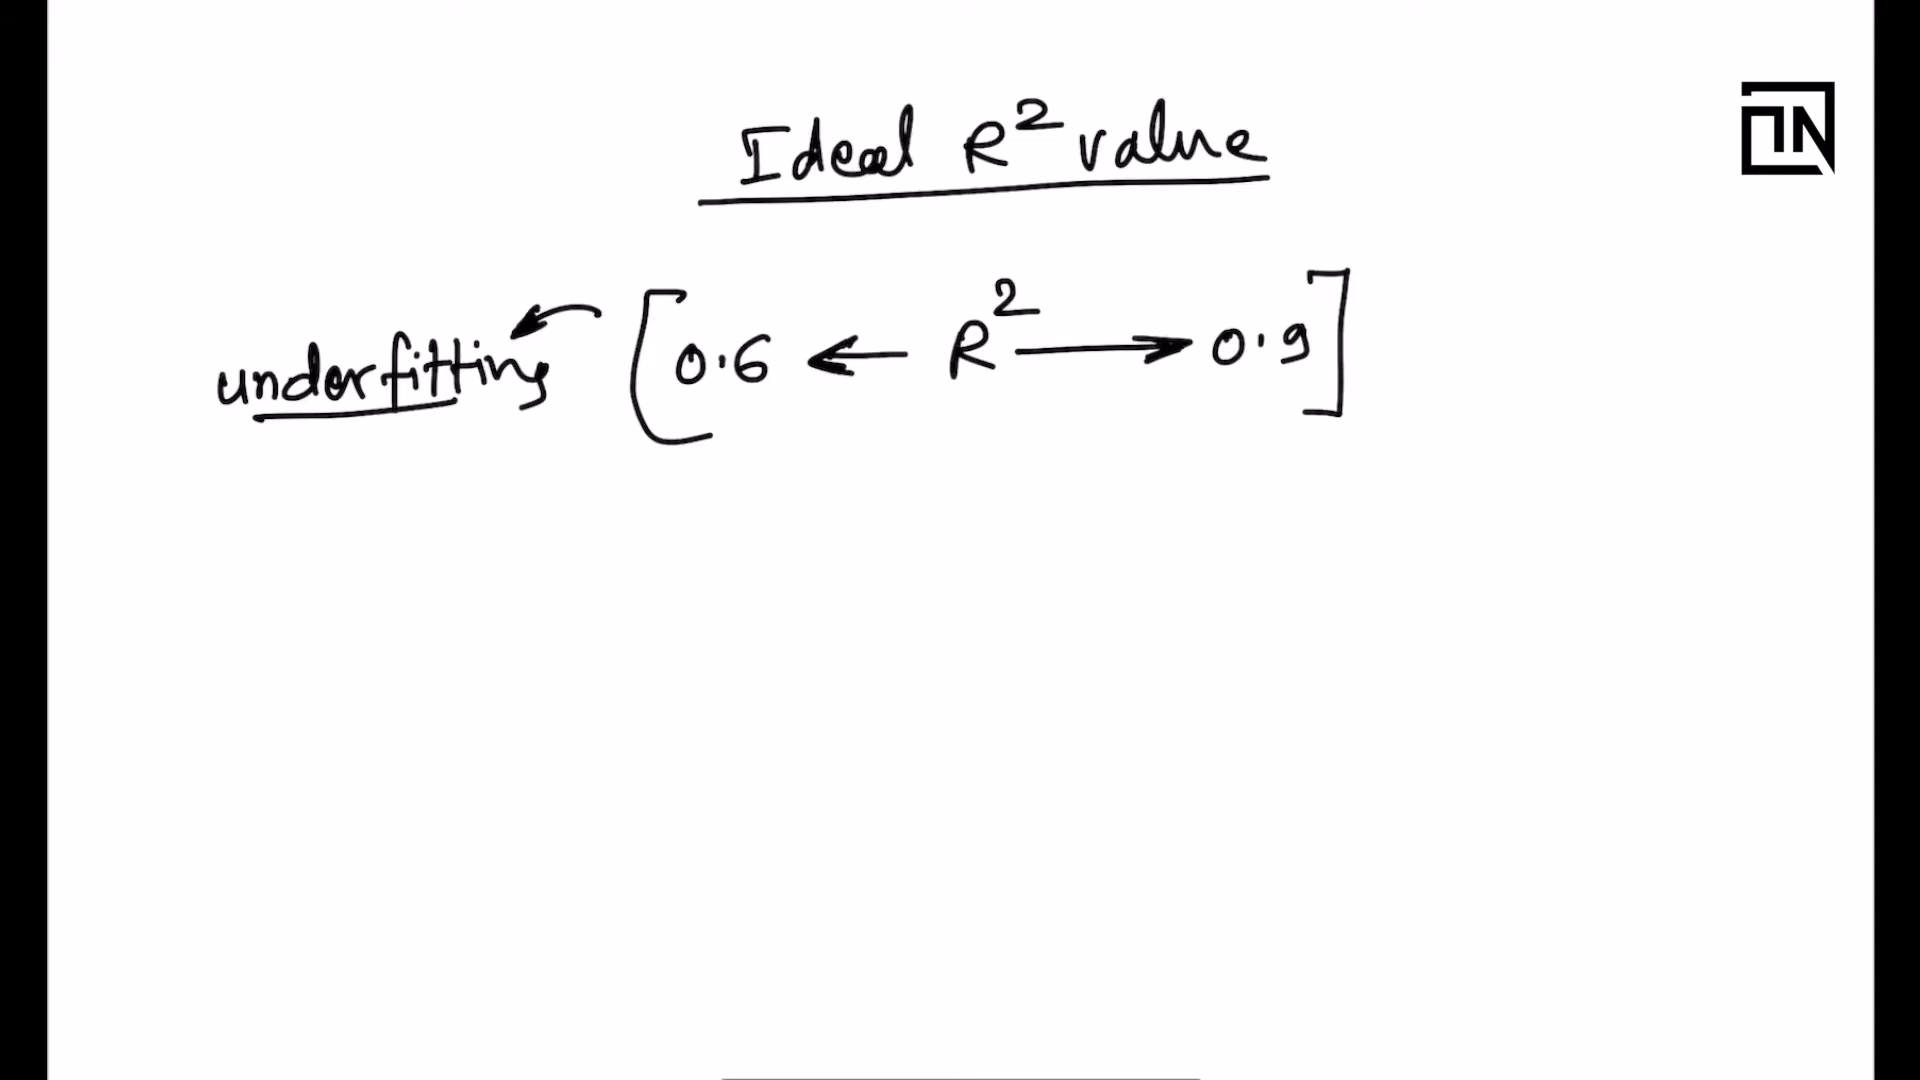 Ideal R² value
underfitting [0.6 ← R² → 0.9]